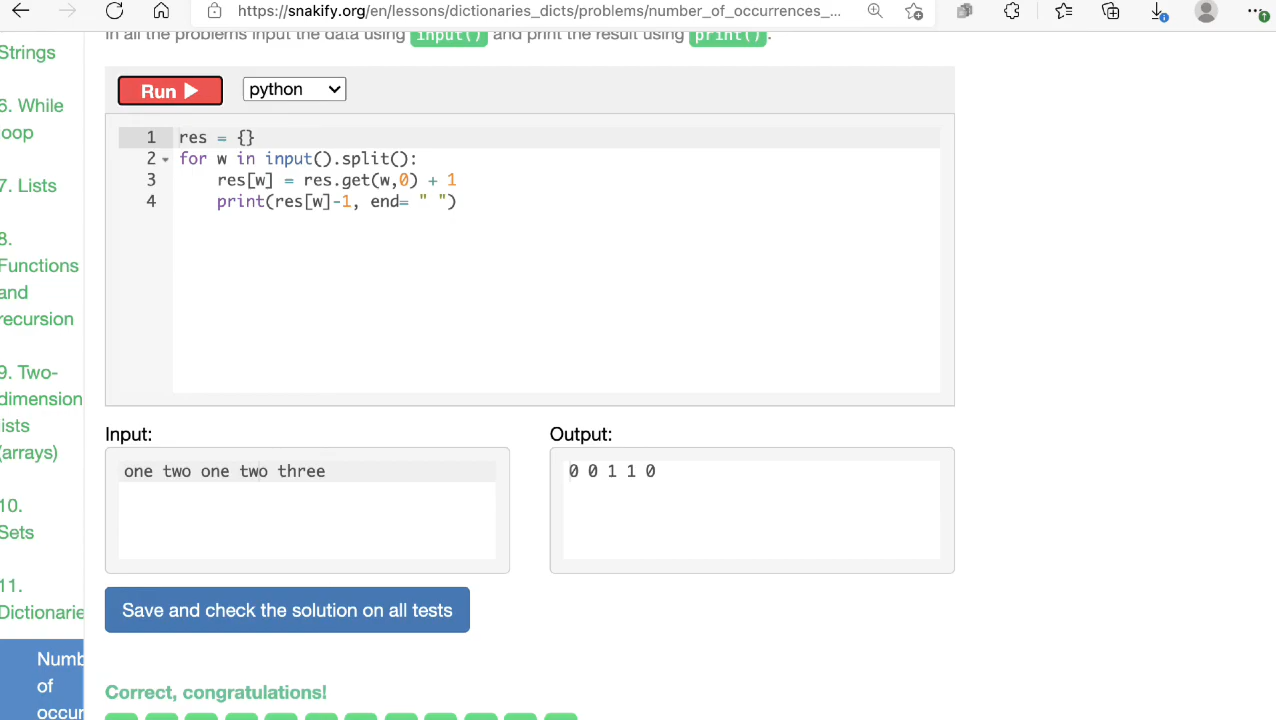 https://snakify.org/en/lessons/dictionaries_dicts/problems/number_of_occurrences_...
In all the problems input the data using input() and print the result using print().
Strings
6. While
oop
7. Lists
8.
Functions
and
recursion
9. Two-
dimension
ists
(arrays)
10.
Sets
11.
Dictionarie
Numb
of
occur
Run
python
1 res = {}
2 for w in input().split():
3 res[w] = res.get(w,0) + 1
4 print(res[w]-1, end= " ")
Input:
one two one two three
Output:
0 0 1 1 0
Save and check the solution on all tests
Correct, congratulations!